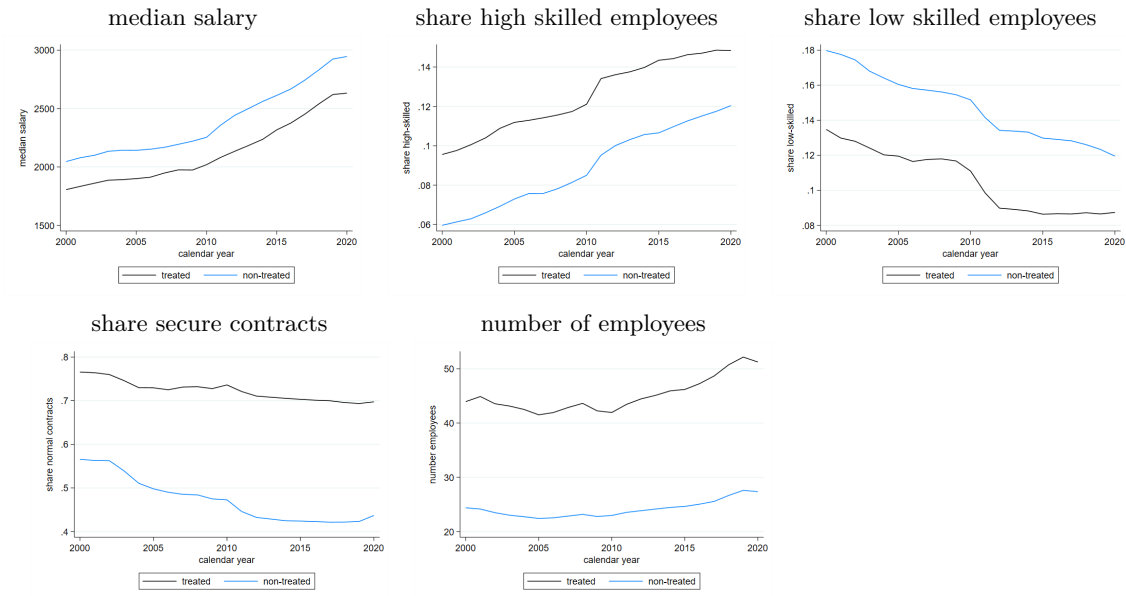 median salary
3000
2500
2000
1500
median salary
2000 2005 2010 2015 2020
calendar year
treated non-treated
share high skilled employees
.14
.12
.1
.08
.06
share high-skilled
2000 2005 2010 2015 2020
calendar year
treated non-treated
share low skilled employees
.18
.16
.14
.12
.1
.08
share low-skilled
2000 2005 2010 2015 2020
calendar year
treated non-treated
share secure contracts
.8
.7
.6
.5
.4
share normal contracts
2000 2005 2010 2015 2020
calendar year
treated non-treated
number of employees
50
40
30
20
number employees
2000 2005 2010 2015 2020
calendar year
treated non-treated